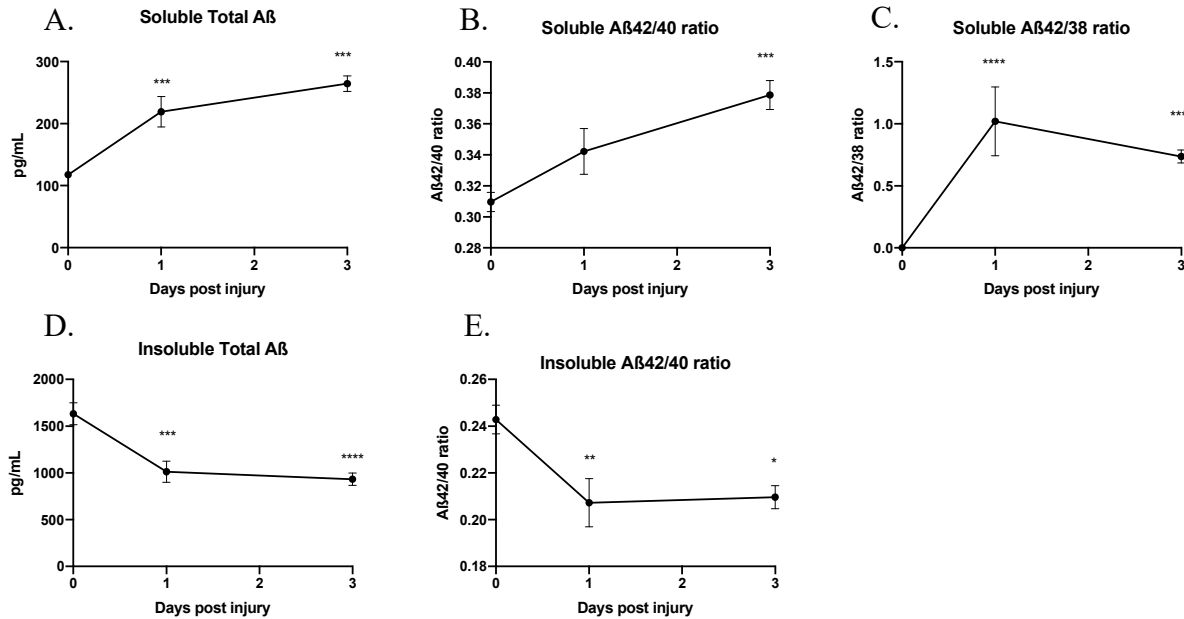 A.
Soluble Total Aß
***
***
300
200
100
0
pg/mL
0 1 2 3
Days post injury
B.
Soluble Aß42/40 ratio
***
0.40
0.38
0.36
0.34
0.32
0.30
0.28
Aß42/40 ratio
0 1 2 3
Days post injury
C.
Soluble Aß42/38 ratio
****
***
1.5
1.0
0.5
0.0
Aß42/38 ratio
0 1 2 3
Days post injury
D.
Insoluble Total Aß
***
****
2000
1500
1000
500
0
pg/mL
0 1 2 3
Days post injury
E.
Insoluble Aß42/40 ratio
**
*
0.26
0.24
0.22
0.20
0.18
Aß42/40 ratio
0 1 2 3
Days post injury